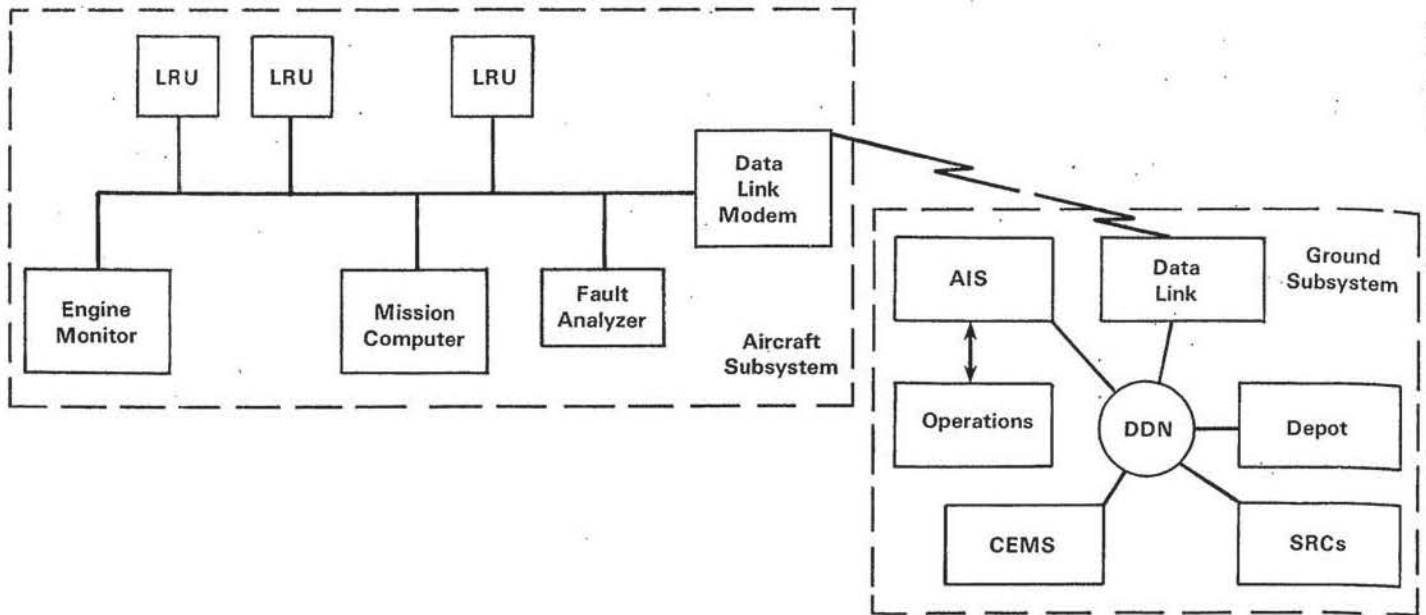 LRU
LRU
LRU
Data
Link
Modem
Engine
Monitor
Mission
Computer
Fault
Analyzer
Aircraft
Subsystem
AIS
Data
Link
Ground
Subsystem
Operations
DDN
Depot
CEMS
SRCs